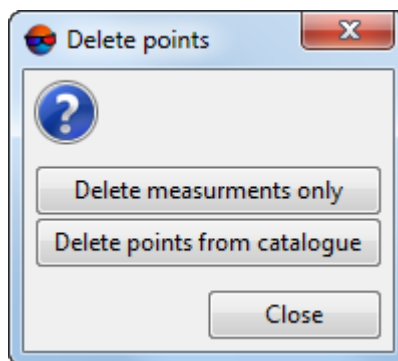 Delete points
Delete measurments only
Delete points from catalogue
Close